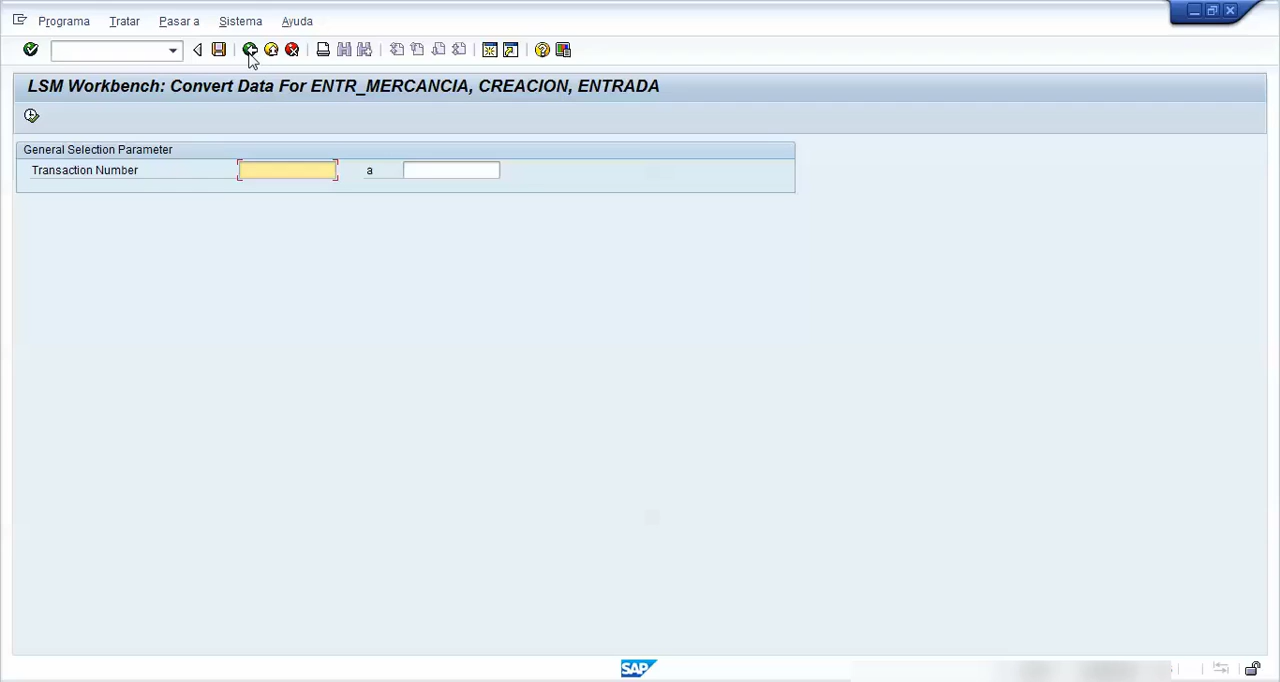 Programa Tratar Pasar a Sistema Ayuda
LSM Workbench: Convert Data For ENTR_MERCANCIA, CREACION, ENTRADA
General Selection Parameter
Transaction Number a
SAP